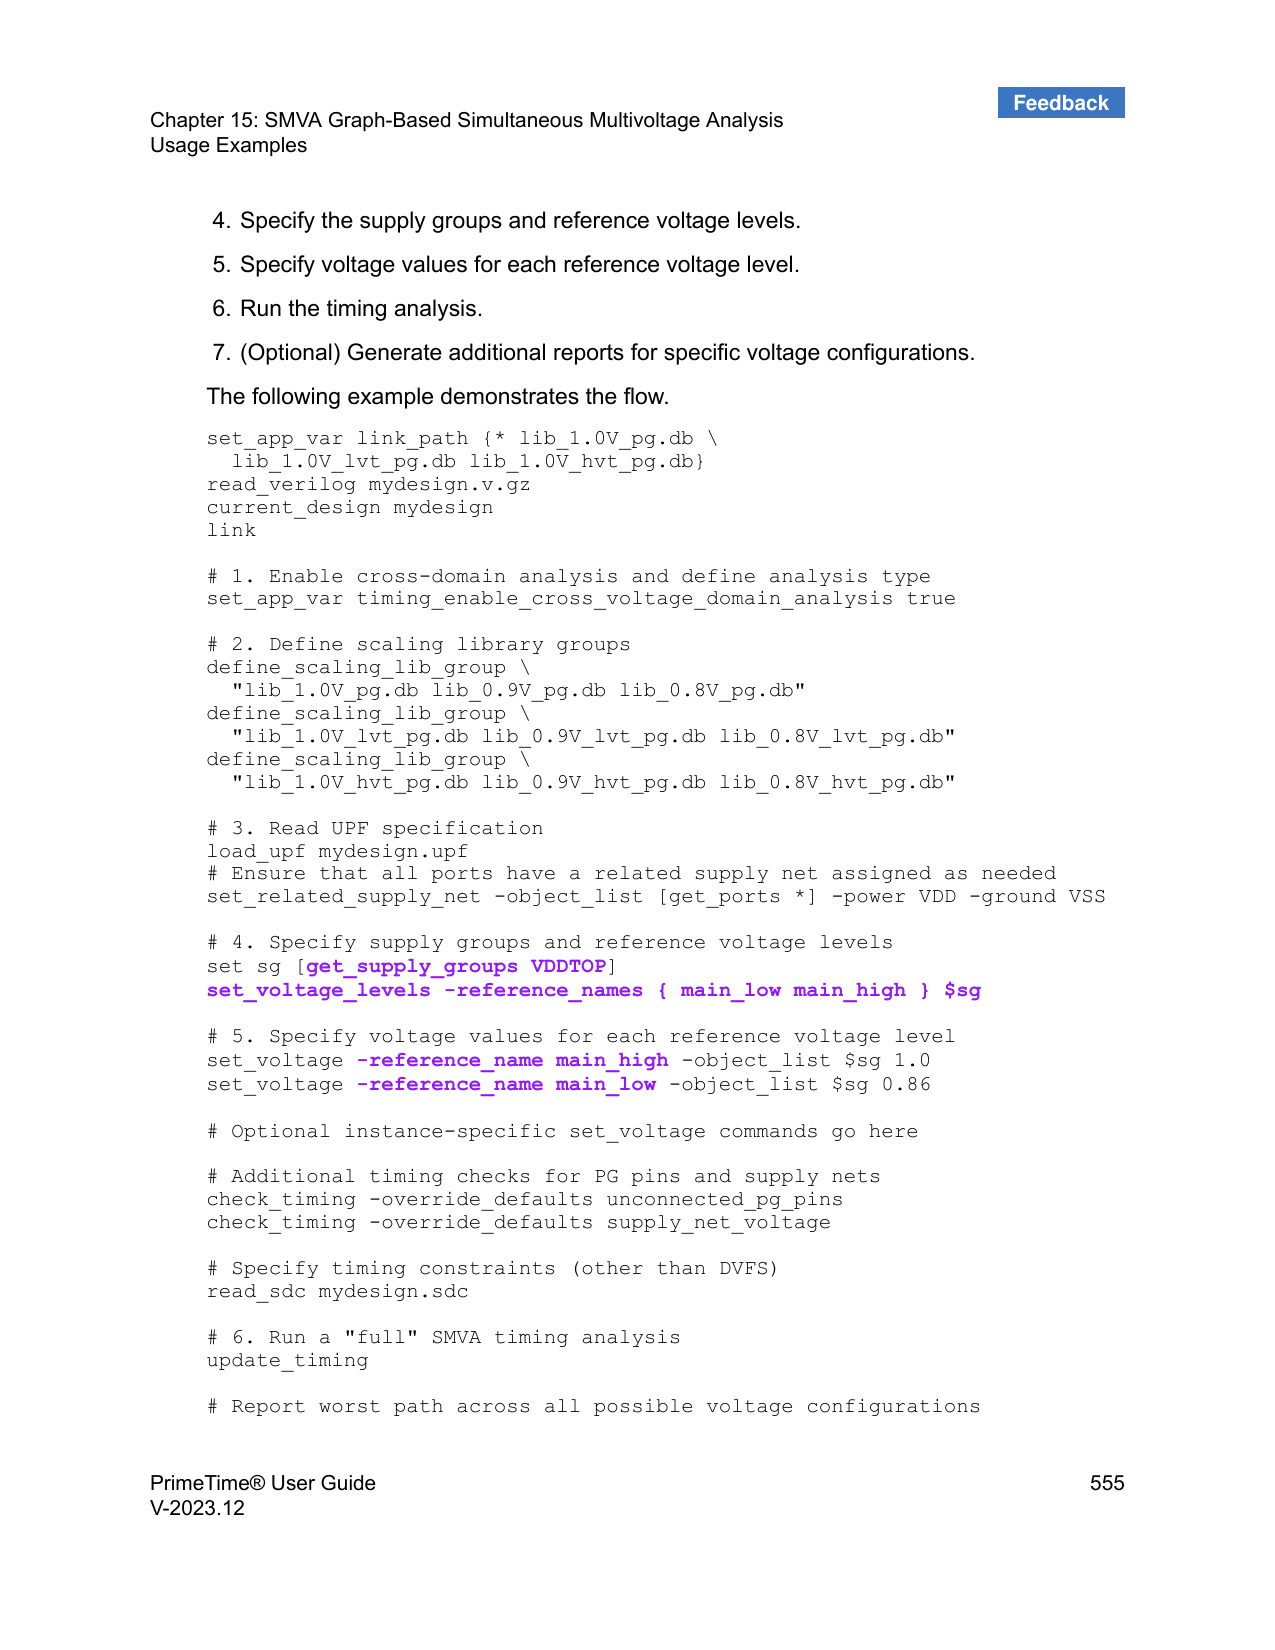 Feedback
Chapter 15: SMVA Graph-Based Simultaneous Multivoltage Analysis
Usage Examples
4. Specify the supply groups and reference voltage levels.
5. Specify voltage values for each reference voltage level.
6. Run the timing analysis.
7. (Optional) Generate additional reports for specific voltage configurations.
The following example demonstrates the flow.
set_app_var link_path {* lib_1.0V_pg.db \
  lib_1.0V_lvt_pg.db lib_1.0V_hvt_pg.db}
read_verilog mydesign.v.gz
current_design mydesign
link
# 1. Enable cross-domain analysis and define analysis type
set_app_var timing_enable_cross_voltage_domain_analysis true
# 2. Define scaling library groups
define_scaling_lib_group \
  "lib_1.0V_pg.db lib_0.9V_pg.db lib_0.8V_pg.db"
define_scaling_lib_group \
  "lib_1.0V_lvt_pg.db lib_0.9V_lvt_pg.db lib_0.8V_lvt_pg.db"
define_scaling_lib_group \
  "lib_1.0V_hvt_pg.db lib_0.9V_hvt_pg.db lib_0.8V_hvt_pg.db"
# 3. Read UPF specification
load_upf mydesign.upf
# Ensure that all ports have a related supply net assigned as needed
set_related_supply_net -object_list [get_ports *] -power VDD -ground VSS
# 4. Specify supply groups and reference voltage levels
set sg [get_supply_groups VDDTOP]
set_voltage_levels -reference_names { main_low main_high } $sg
# 5. Specify voltage values for each reference voltage level
set_voltage -reference_name main_high -object_list $sg 1.0
set_voltage -reference_name main_low -object_list $sg 0.86
# Optional instance-specific set_voltage commands go here
# Additional timing checks for PG pins and supply nets
check_timing -override_defaults unconnected_pg_pins
check_timing -override_defaults supply_net_voltage
# Specify timing constraints (other than DVFS)
read_sdc mydesign.sdc
# 6. Run a "full" SMVA timing analysis
update_timing
# Report worst path across all possible voltage configurations
PrimeTime® User Guide
555
V-2023.12